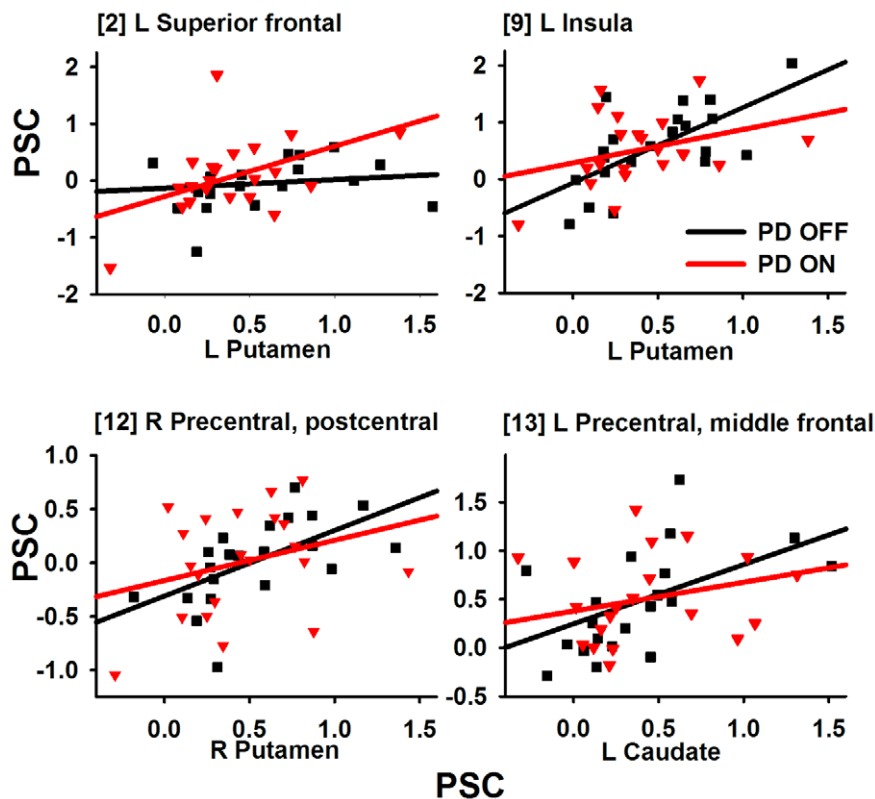 [2] L Superior frontal
[9] L Insula
PSC
2
1
0
-1
-2
0.0 0.5 1.0 1.5
L Putamen
2
1
0
-1
-2
PD OFF
PD ON
0.0 0.5 1.0 1.5
L Putamen
[12] R Precentral, postcentral
[13] L Precentral, middle frontal
PSC
1.0
0.5
0.0
-0.5
-1.0
0.0 0.5 1.0 1.5
R Putamen
1.5
1.0
0.5
0.0
-0.5
0.0 0.5 1.0 1.5
L Caudate
PSC